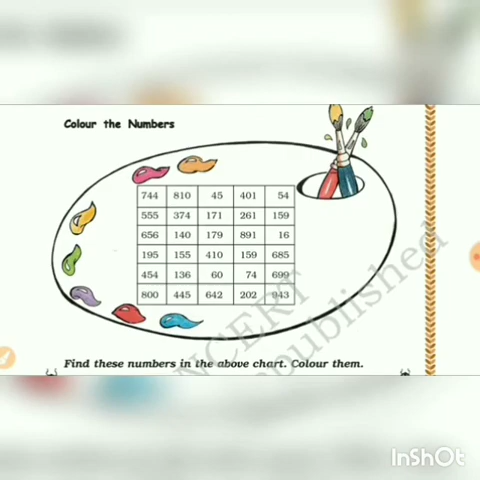 Colour the Numbers
744 810 45 401 54
555 374 171 261 159
656 140 179 891 16
195 155 410 159 685
454 136 60 74 699
800 445 642 202 943
NCERT
republished
Find these numbers in the above chart. Colour them.
InShOt